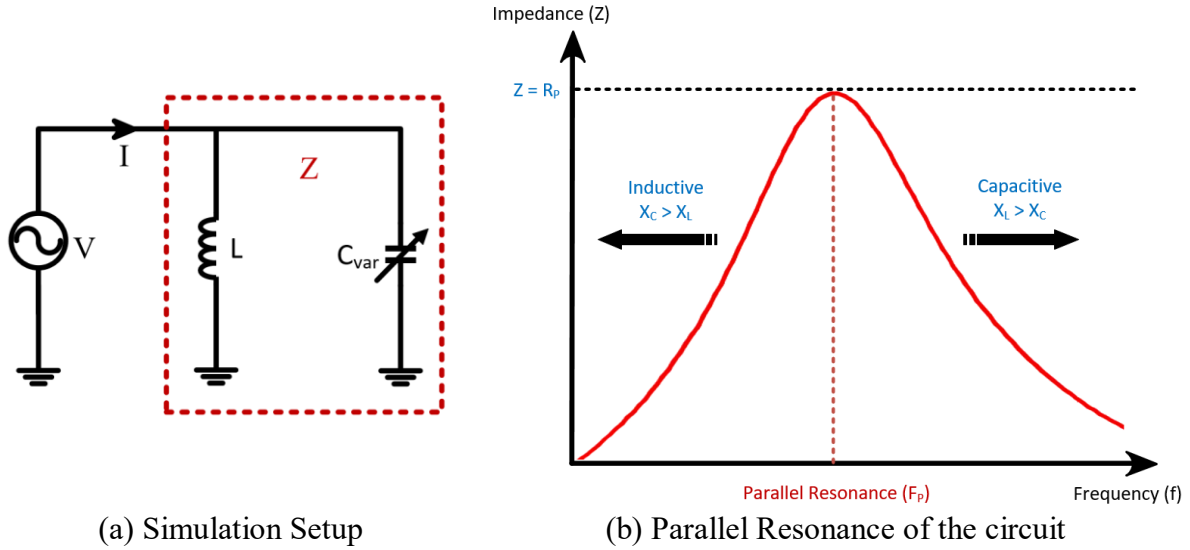 I
Z
V
L
Cvar
(a) Simulation Setup
Impedance (Z)
Z = RP
Inductive
XC > XL
Capacitive
XL > XC
Parallel Resonance (FP)
Frequency (f)
(b) Parallel Resonance of the circuit